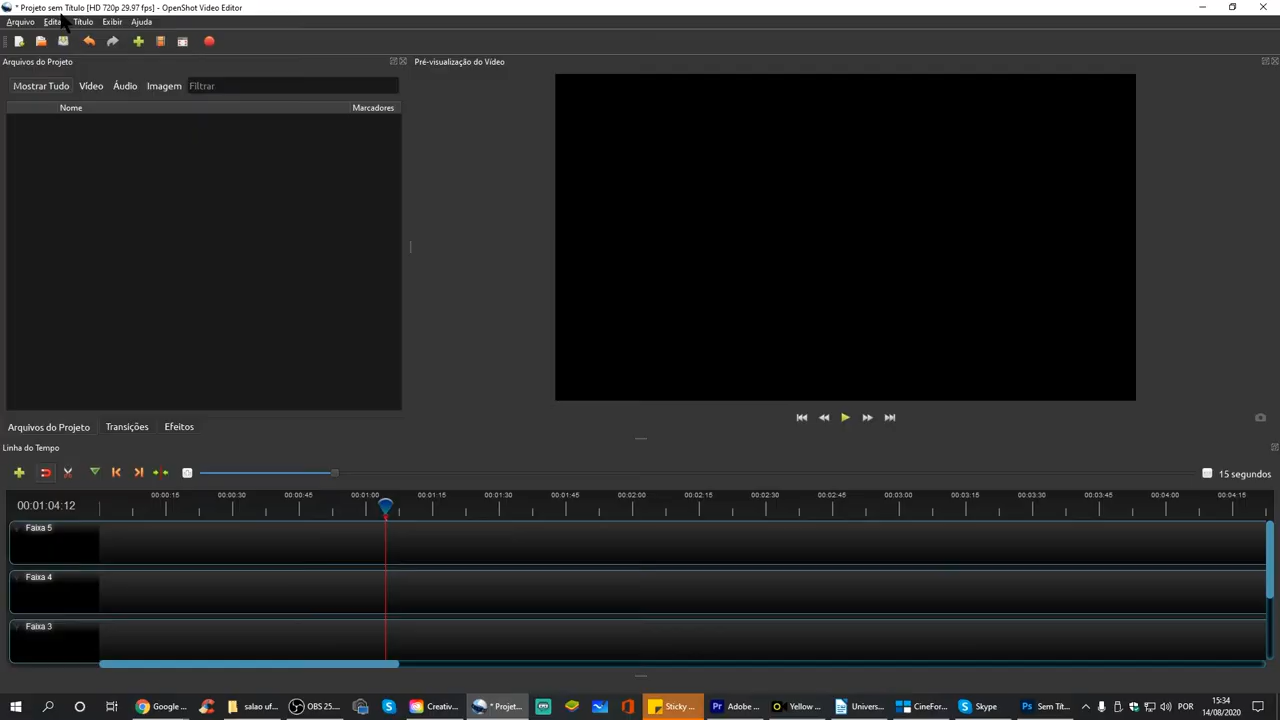 * Projeto sem Título [HD 720p 29.97 fps] - OpenShot Video Editor
Arquivo Edita Título Exibir Ajuda
Arquivos do Projeto
Pré-visualização do Vídeo
Mostrar Tudo Vídeo Áudio Imagem Filtrar
Nome Marcadores
Arquivos do Projeto Transições Efeitos
Linha do Tempo
15 segundos
00:01:04:12
00:00:15 00:00:30 00:00:45 00:01:00 00:01:15 00:01:30 00:01:45 00:02:00 00:02:15 00:02:30 00:02:45 00:03:00 00:03:15 00:03:30 00:03:45 00:04:00 00:04:15
Faixa 5
Faixa 4
Faixa 3
Google ... salao uf... OBS 25.... Creativ... * Projet... Sticky ... Adobe ... Yellow ... Univers... CineFor... Skype Sem Tít... POR 15:34
14/08/2020